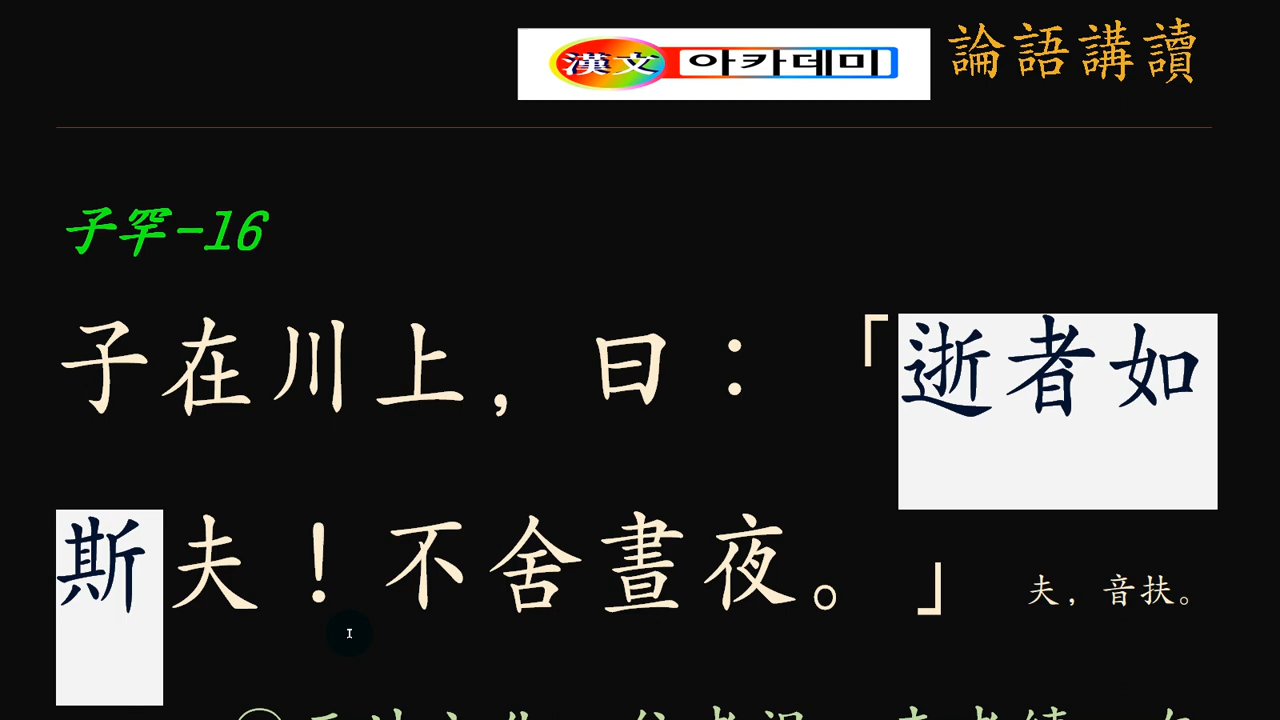 漢文 아카데미 論語講讀
子罕-16
子在川上，曰：「逝者如
斯夫！不舍晝夜。」 夫，音扶。